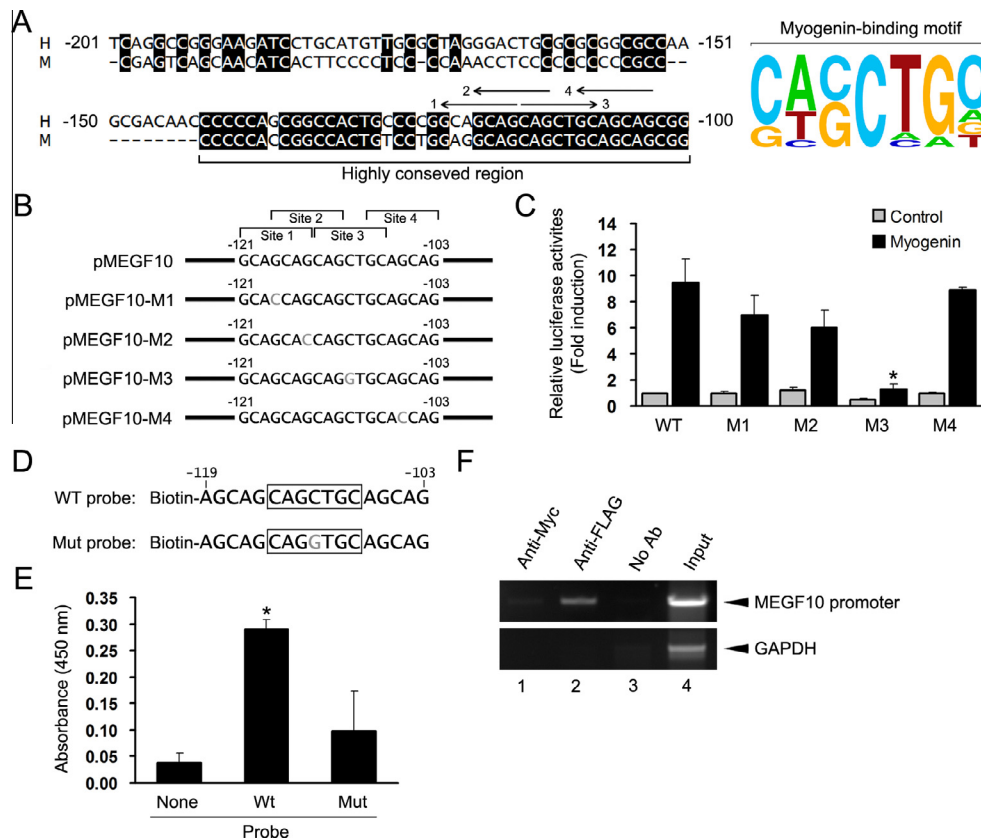 A
H -201 TCAGGCCGGGAAGATCCTGCATGTTGCGCTAGGGACTGCGCGCGGCGCCAA -151
M -CGAGTCAGCAACATCACTTCCCCTCC-CCAAACCTCCCCCCCCCCGCC--
2 4
1 3
H -150 GCGACAACCCCCCAGCGGCCACTGCCCCGGCAGCAGCAGCTGCAGCAGCGG -100
M --------CCCCCACCGGCCACTGTCCTGGAGGCAGCAGCTGCAGCAGCGG
Highly conseved region
Myogenin-binding motif
B
Site 2 Site 4
Site 1 Site 3
-121 -103
pMEGF10 GCAGCAGCAGCTGCAGCAG
-121 -103
pMEGF10-M1 GCACCAGCAGCTGCAGCAG
-121 -103
pMEGF10-M2 GCAGCACCAGCTGCAGCAG
-121 -103
pMEGF10-M3 GCAGCAGCAGGTGCAGCAG
-121 -103
pMEGF10-M4 GCAGCAGCAGCTGCACCAG
C
Control
Myogenin
Relative luciferase activites
(Fold induction)
14
12
10
8
6
4
2
0
*
WT M1 M2 M3 M4
D
-119 -103
WT probe: Biotin-AGCAGCAGCTGCAGCAG
Mut probe: Biotin-AGCAGCAGGTGCAGCAG
E
Absorbance (450 nm)
0.35
0.30
0.25
0.20
0.15
0.10
0.05
0.00
*
None Wt Mut
Probe
F
Anti-Myc Anti-FLAG No Ab Input
MEGF10 promoter
GAPDH
1 2 3 4